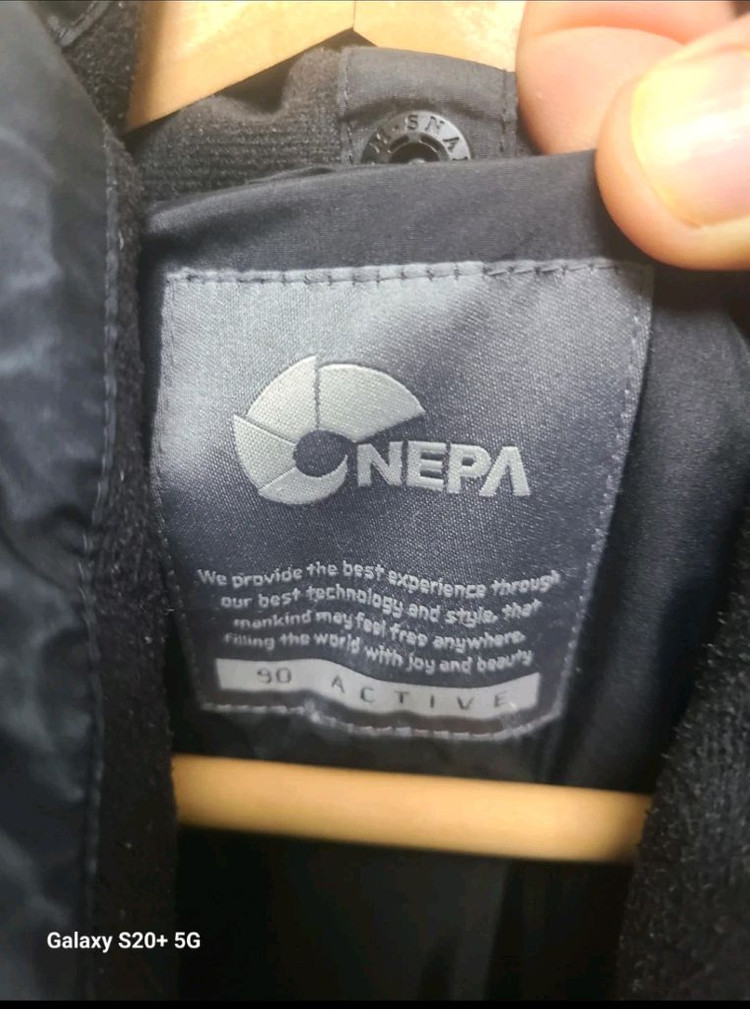 M·SNA
NEPA
We provide the best experience through
our best technology and style, that
mankind may feel free anywhere,
filling the world with joy and beauty
90 ACTIVE
Galaxy S20+ 5G